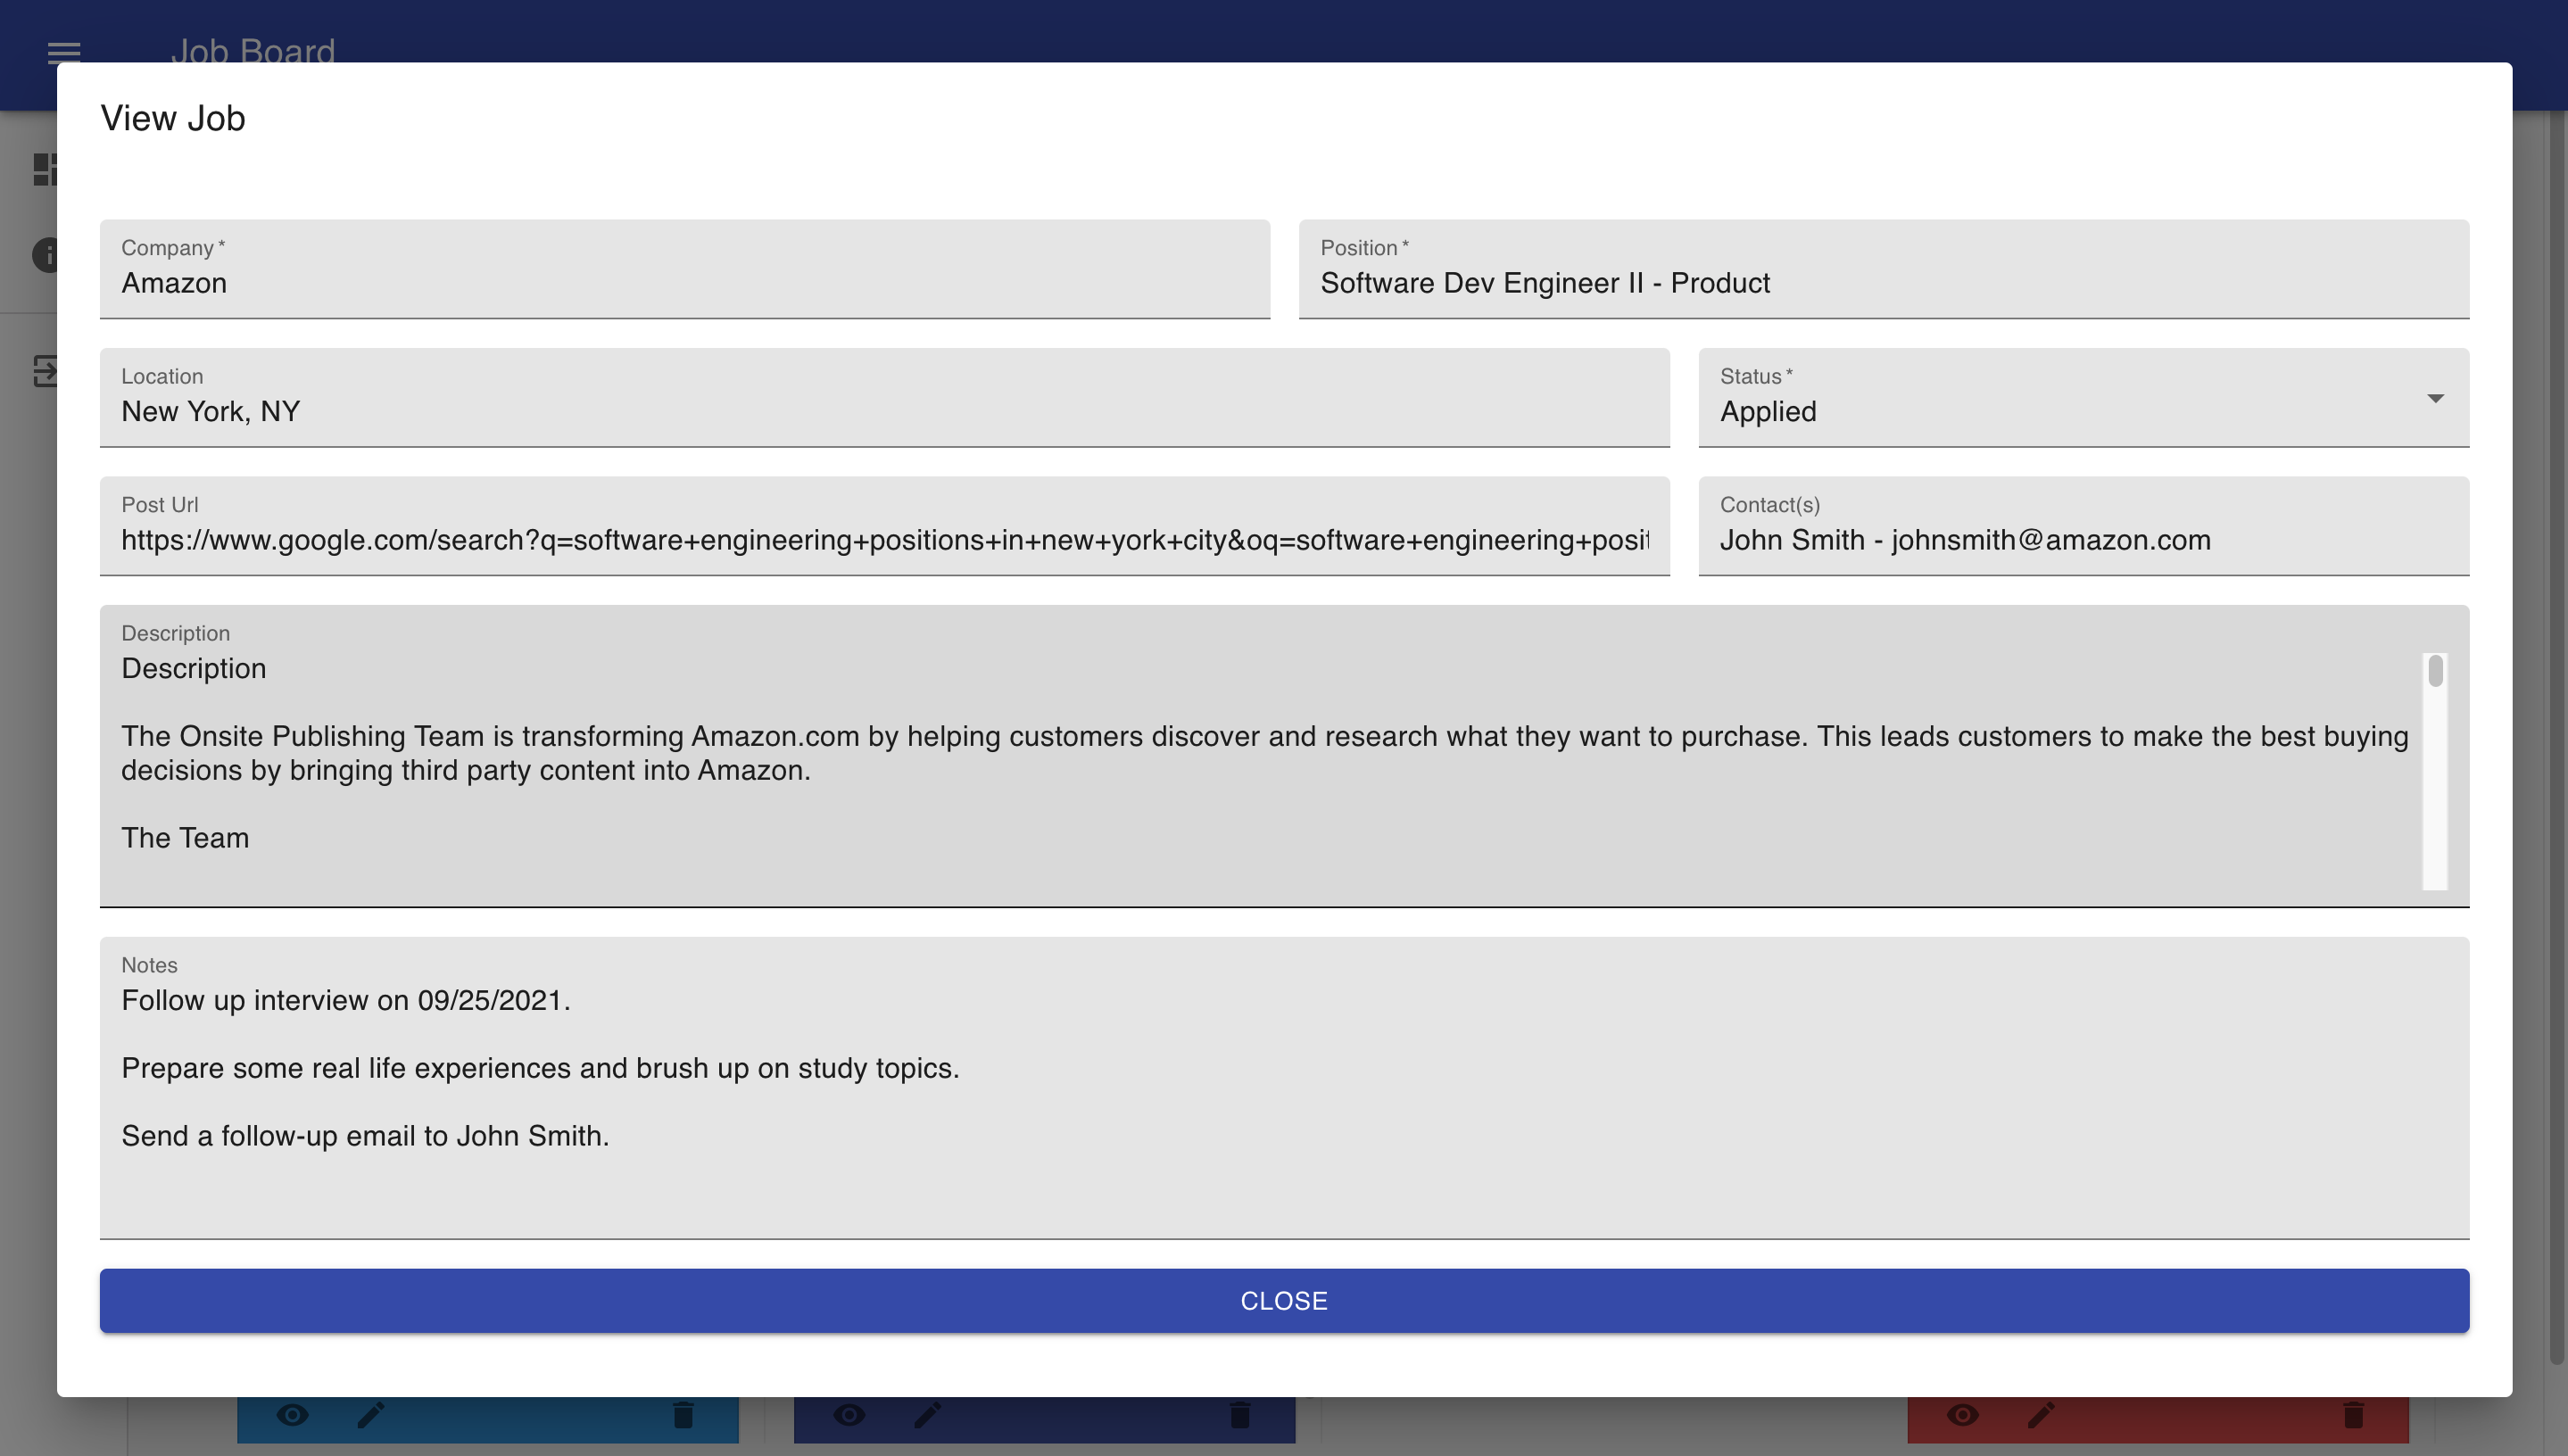 Job Board
View Job
Company *
Amazon
Position *
Software Dev Engineer II - Product
Location
New York, NY
Status *
Applied
Post Url
https://www.google.com/search?q=software+engineering+positions+in+new+york+city&oq=software+engineering+posit
Contact(s)
John Smith - johnsmith@amazon.com
Description
Description
The Onsite Publishing Team is transforming Amazon.com by helping customers discover and research what they want to purchase. This leads customers to make the best buying
decisions by bringing third party content into Amazon.
The Team
Notes
Follow up interview on 09/25/2021.
Prepare some real life experiences and brush up on study topics.
Send a follow-up email to John Smith.
CLOSE